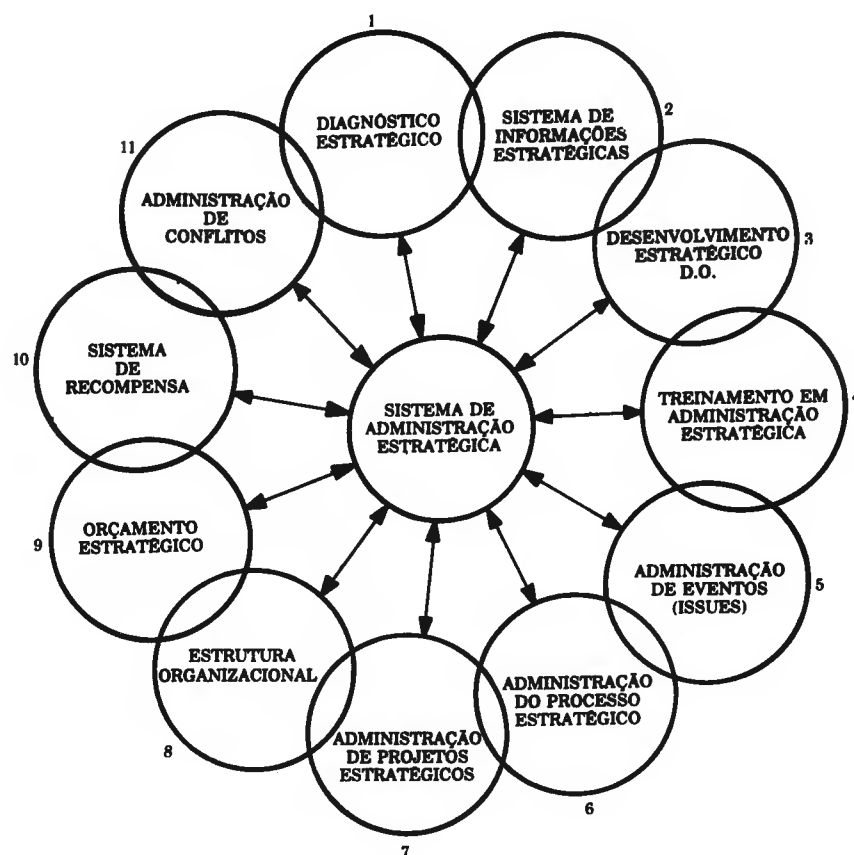 1
DIAGNÓSTICO
ESTRATÉGICO
2
SISTEMA DE
INFORMAÇÕES
ESTRATÉGICAS
3
DESENVOLVIMENTO
ESTRATÉGICO
D.O.
4
TREINAMENTO EM
ADMINISTRAÇÃO
ESTRATÉGICA
5
ADMINISTRAÇÃO
DE EVENTOS
(ISSUES)
6
ADMINISTRAÇÃO
DO PROCESSO
ESTRATÉGICO
7
ADMINISTRAÇÃO
DE PROJETOS
ESTRATÉGICOS
8
ESTRUTURA
ORGANIZACIONAL
9
ORÇAMENTO
ESTRATÉGICO
10
SISTEMA
DE
RECOMPENSA
11
ADMINISTRAÇÃO
DE
CONFLITOS
SISTEMA DE
ADMINISTRAÇÃO
ESTRATÉGICA